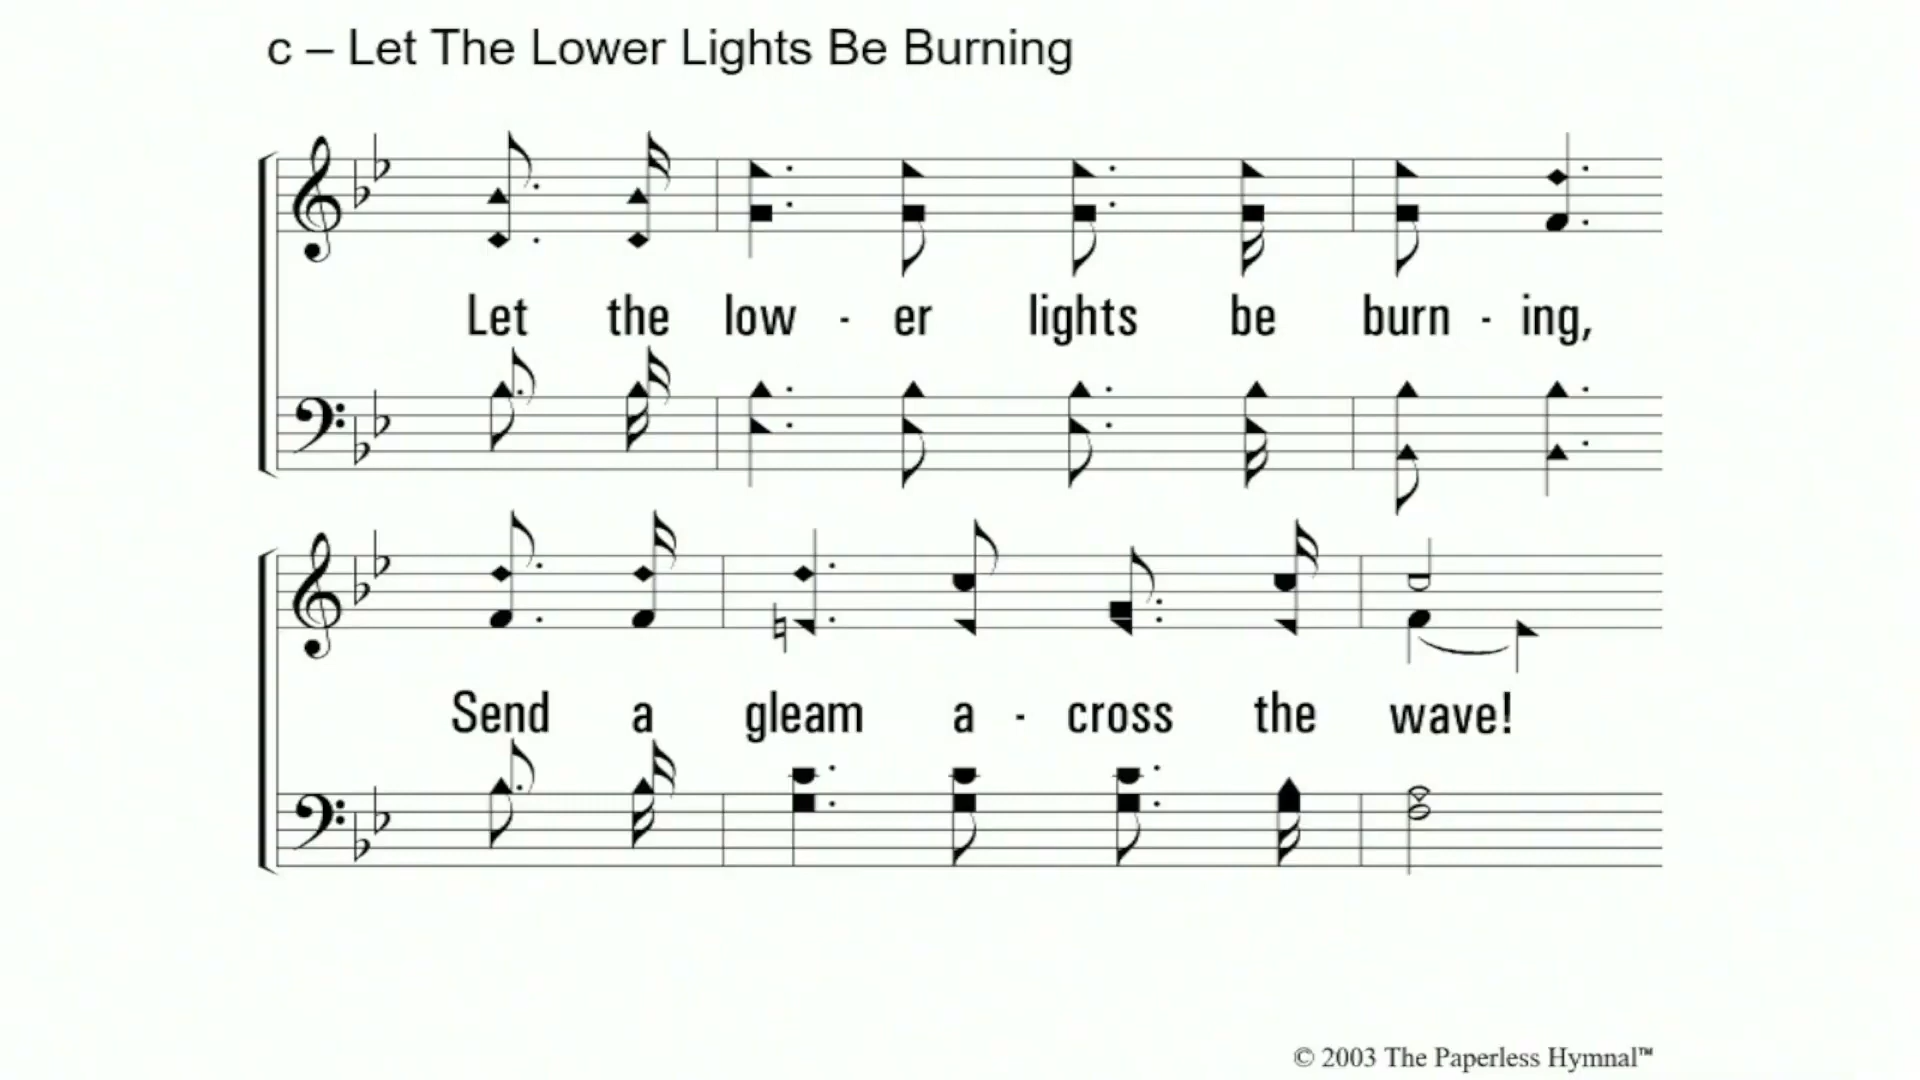 c – Let The Lower Lights Be Burning
Let the low - er lights be burn - ing,
Send a gleam a - cross the wave!
© 2003 The Paperless Hymnal™